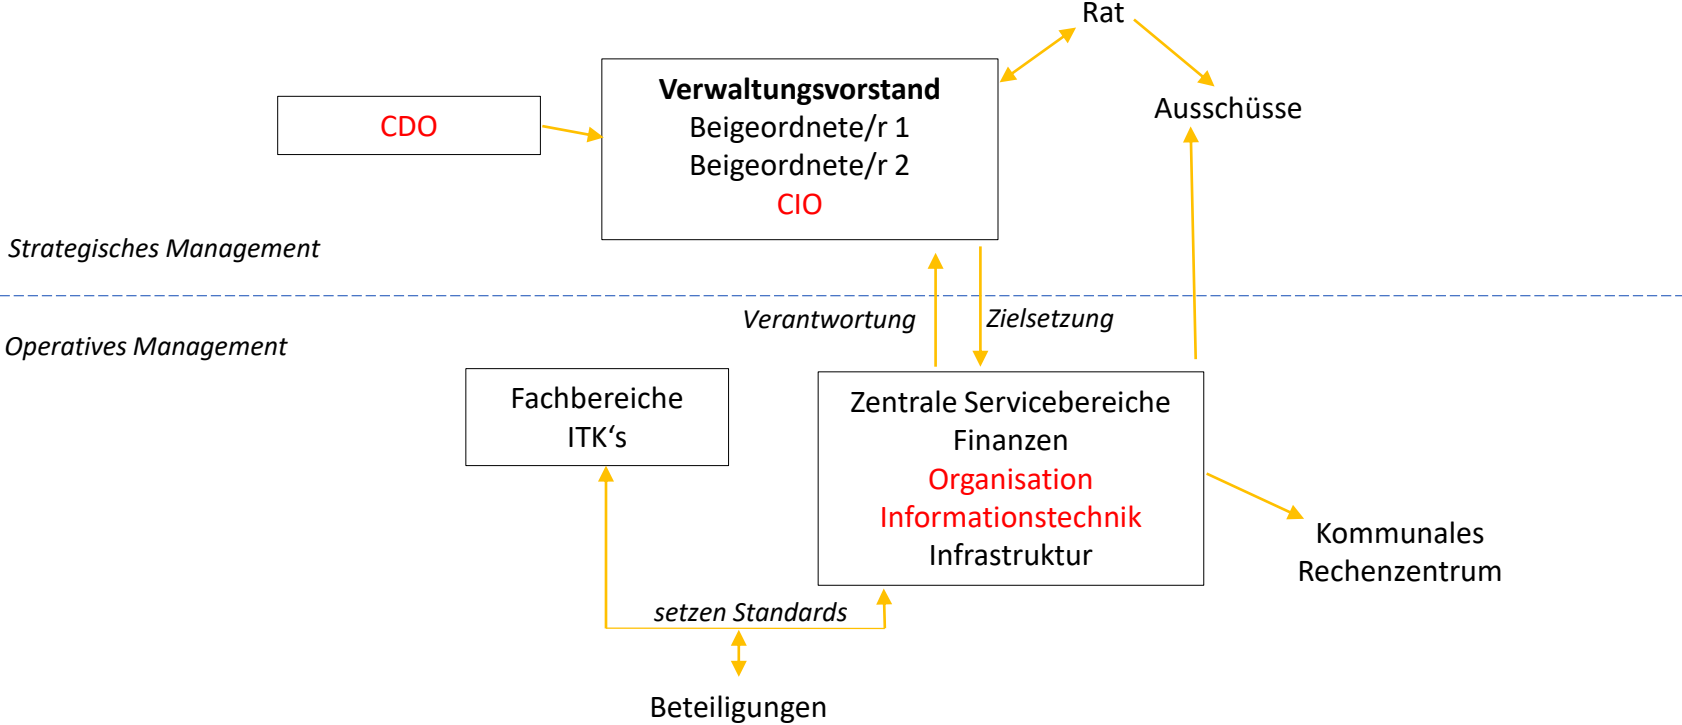 Rat
Verwaltungsvorstand
Beigeordnete/r 1
Beigeordnete/r 2
CIO
CDO
Ausschüsse
Strategisches Management
Verantwortung
Zielsetzung
Operatives Management
Fachbereiche
ITK‘s
Zentrale Servicebereiche
Finanzen
Organisation
Informationstechnik
Infrastruktur
Kommunales
Rechenzentrum
setzen Standards
Beteiligungen